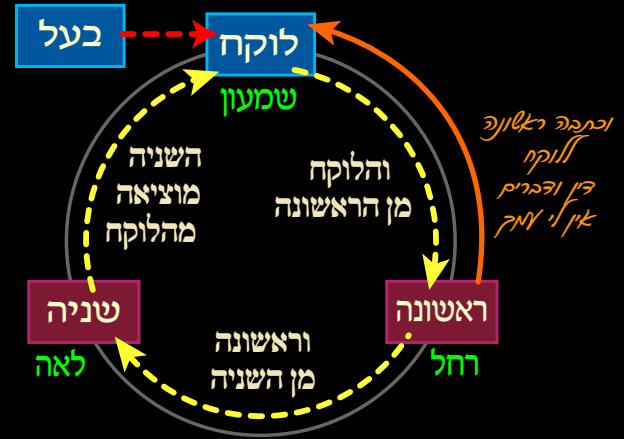 בעל
לוקח
שמעון
וכתבה ראשונה
ללוקח
דין ודברים
אין לי עמך
והלוקח
מן הראשונה
השניה
מוציאה
מהלוקח
ראשונה
רחל
שניה
לאה
וראשונה
מן השניה